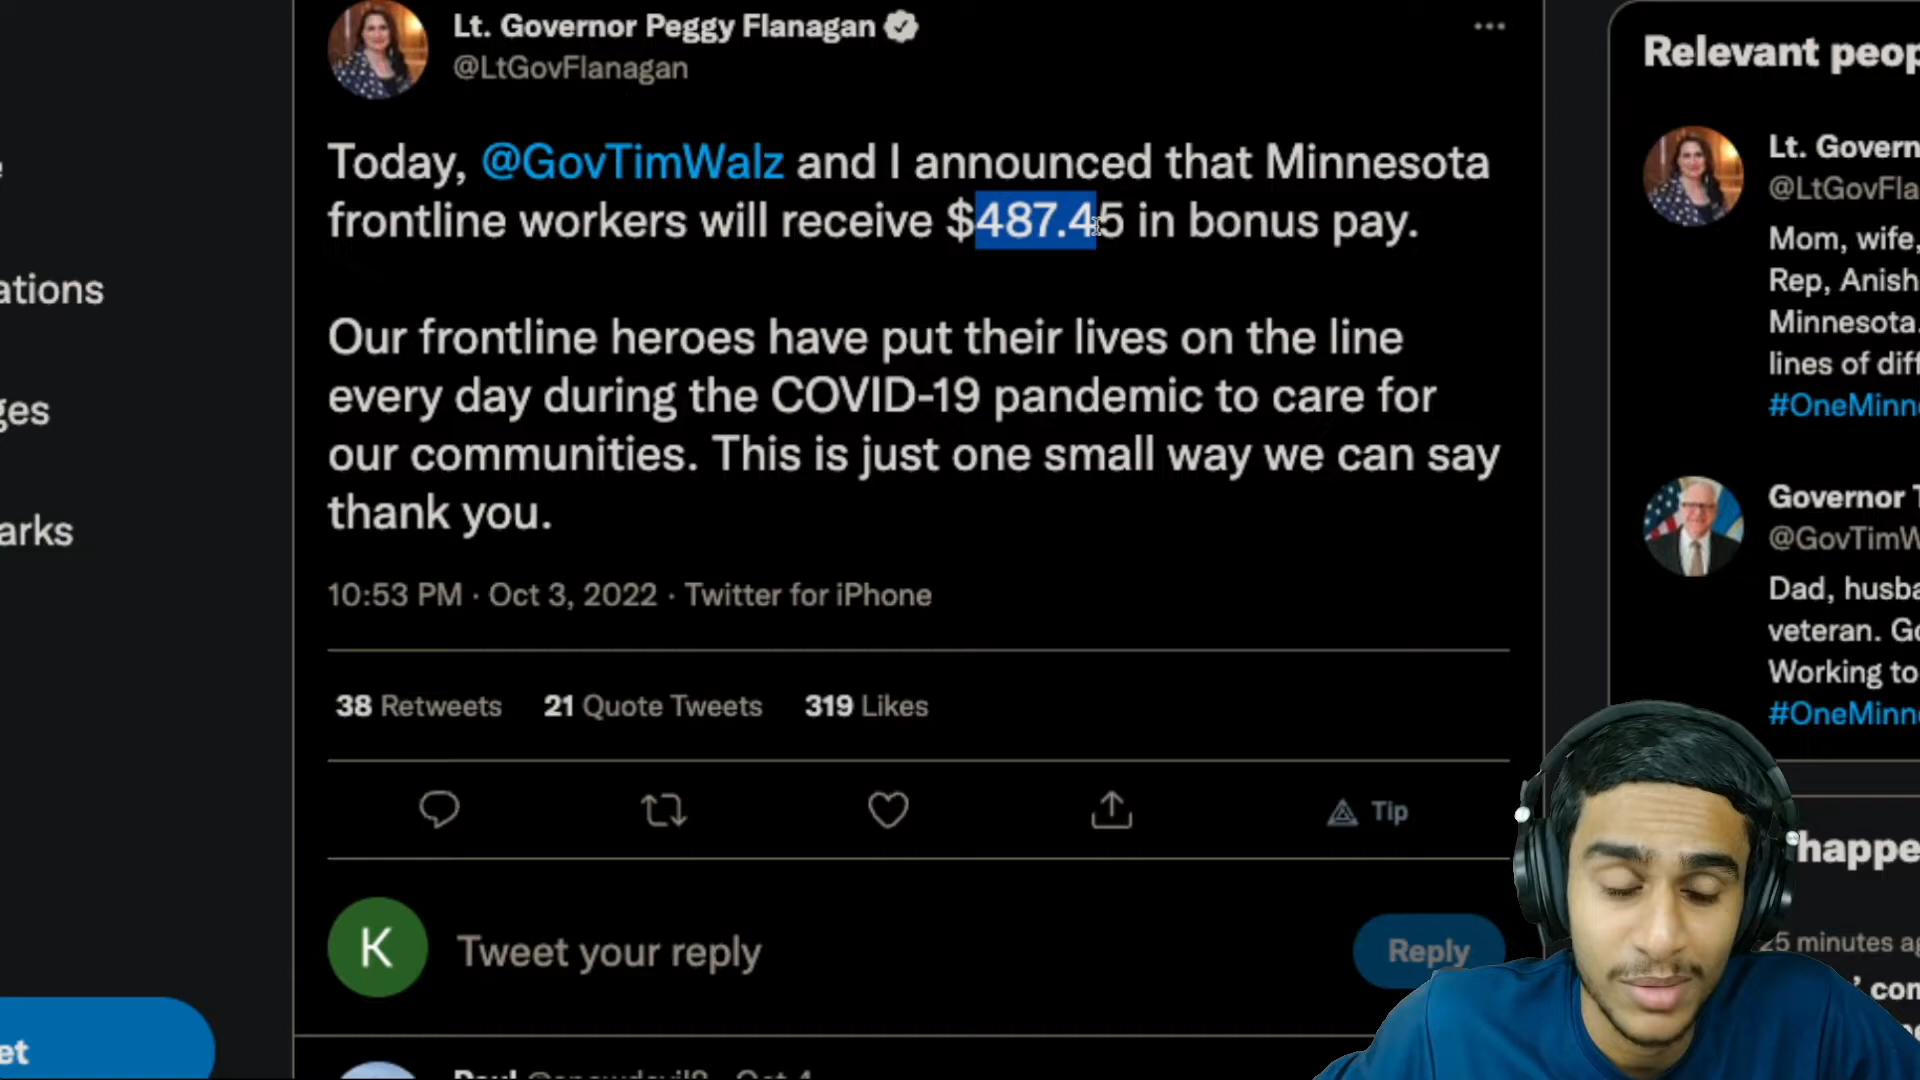 Lt. Governor Peggy Flanagan
@LtGovFlanagan
Today, @GovTimWalz and I announced that Minnesota
frontline workers will receive $487.45 in bonus pay.
Our frontline heroes have put their lives on the line
every day during the COVID-19 pandemic to care for
our communities. This is just one small way we can say
thank you.
10:53 PM · Oct 3, 2022 · Twitter for iPhone
38 Retweets 21 Quote Tweets 319 Likes
Tip
K
Tweet your reply
Reply
ations
ges
arks
et
Relevant peop
Lt. Govern
@LtGovFla
Mom, wife,
Rep, Anish
Minnesota.
lines of diff
#OneMinn
Governor T
@GovTimW
Dad, husba
veteran. Go
Working to
#OneMinn
happe
25 minutes ag
' con